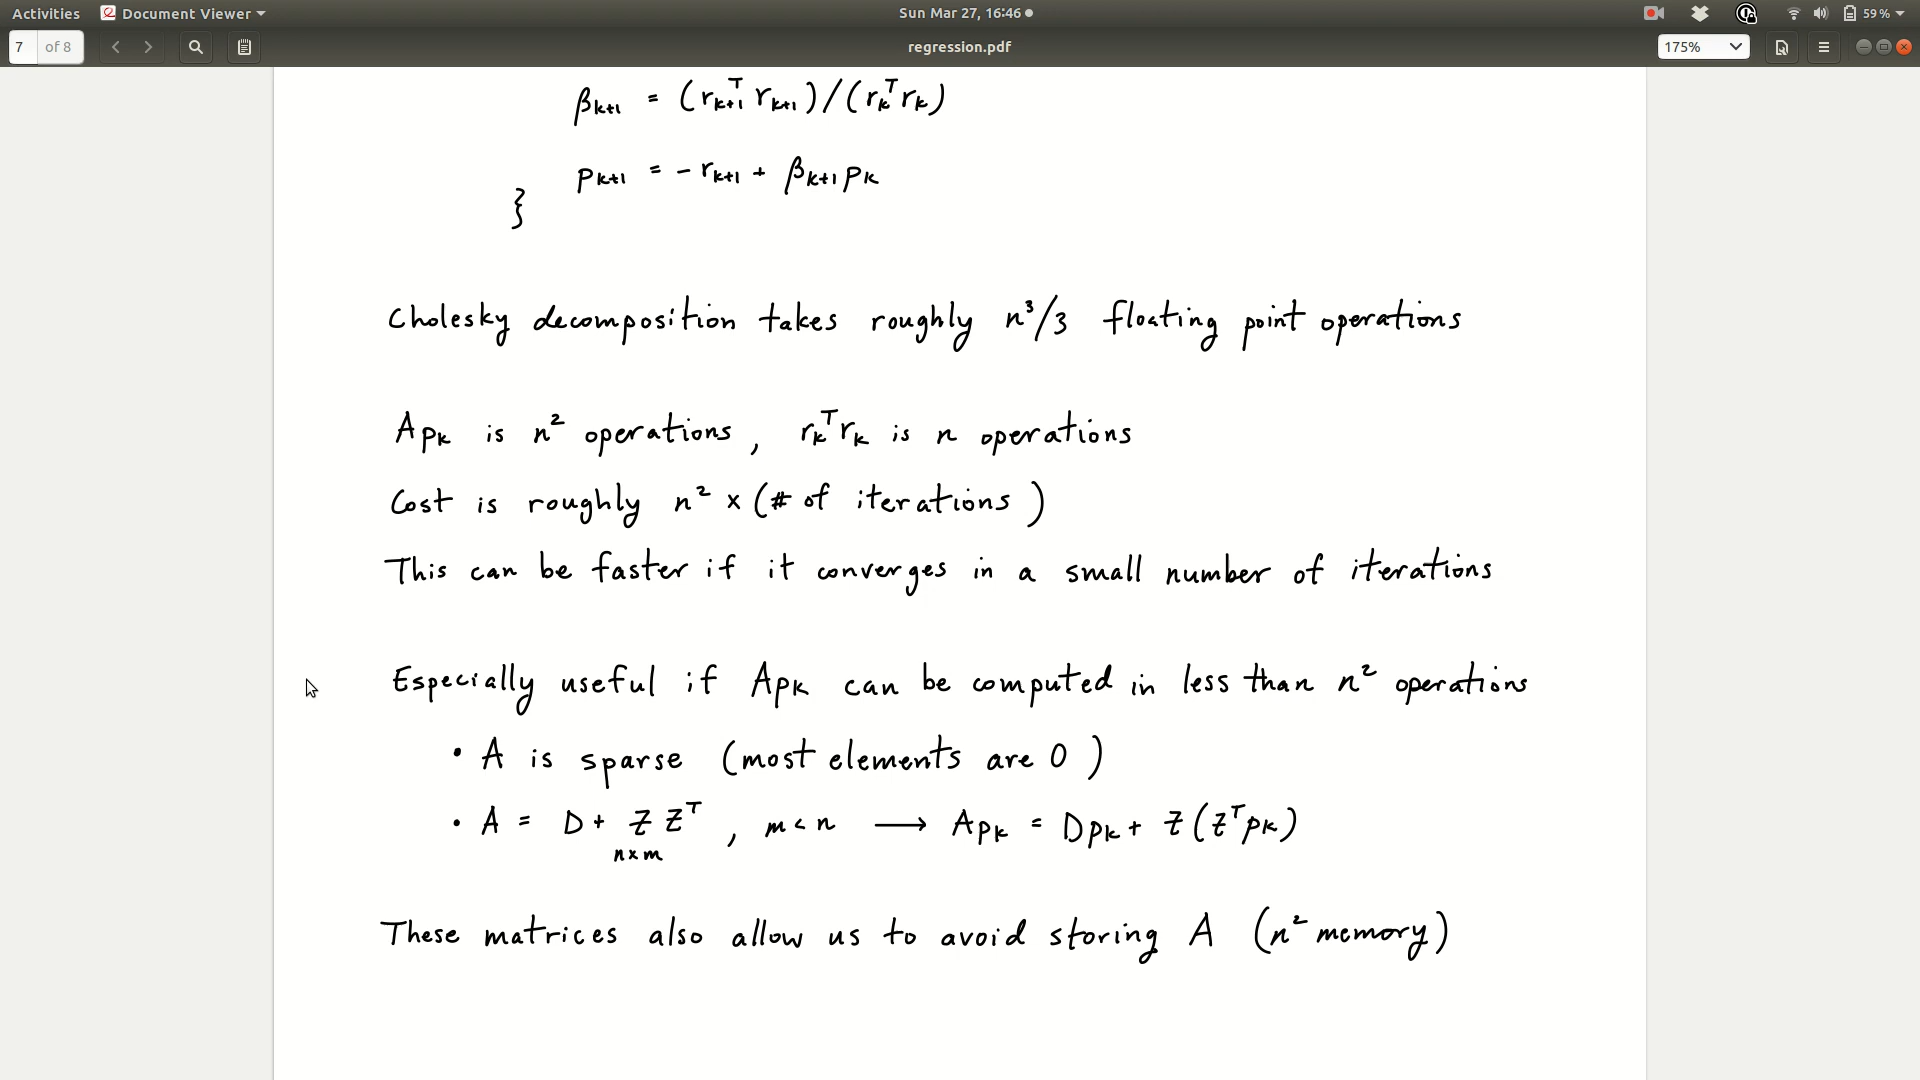 Activities Document Viewer Sun Mar 27, 16:46 59 %
7 of 8 regression.pdf 175%
βₖ₊₁ = (rₖ₊₁ᵀ rₖ₊₁)/(rₖᵀ rₖ)
pₖ₊₁ = - rₖ₊₁ + βₖ₊₁ pₖ
}
Cholesky decomposition takes roughly n³/3 floating point operations
Apₖ is n² operations, rₖᵀrₖ is n operations
Cost is roughly n² × (# of iterations)
This can be faster if it converges in a small number of iterations
Especially useful if Apₖ can be computed in less than n² operations
• A is sparse (most elements are 0)
• A = D + Z Zᵀ, m < n ⟶ Apₖ = Dpₖ + Z(Zᵀpₖ)
n×m
These matrices also allow us to avoid storing A (n² memory)